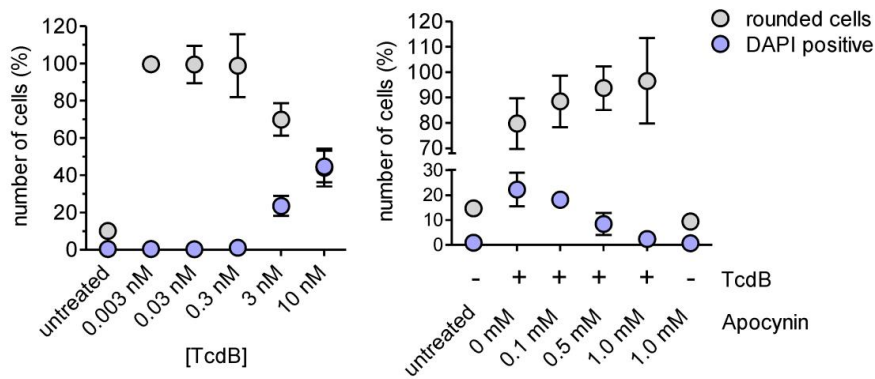 number of cells (%)
120
100
80
60
40
20
0
untreated
0.003 nM
0.03 nM
0.3 nM
3 nM
10 nM
[TcdB]
number of cells (%)
120
110
100
90
80
70
30
20
10
0
- + + + + - TcdB
untreated
0 mM
0.1 mM
0.5 mM
1.0 mM
1.0 mM
Apocynin
rounded cells
DAPI positive